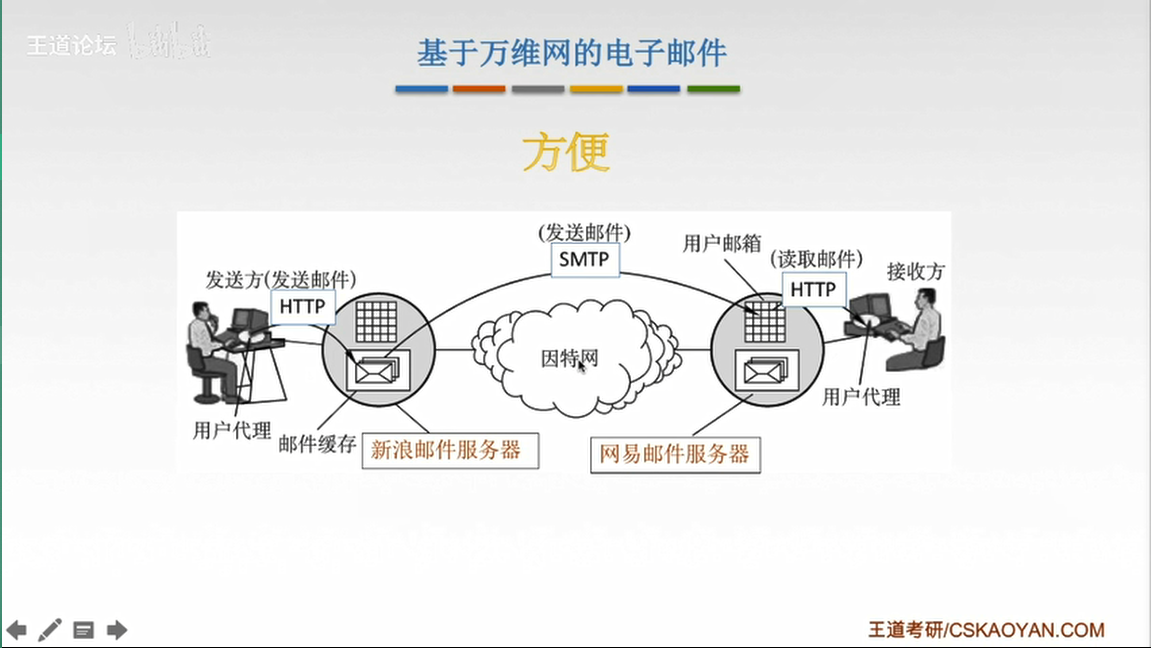 王道论坛
基于万维网的电子邮件
方便
(发送邮件)
SMTP
用户邮箱
(读取邮件)
HTTP
接收方
发送方(发送邮件)
HTTP
因特网
用户代理
用户代理
邮件缓存
新浪邮件服务器
网易邮件服务器
王道考研/CSKAOYAN.COM